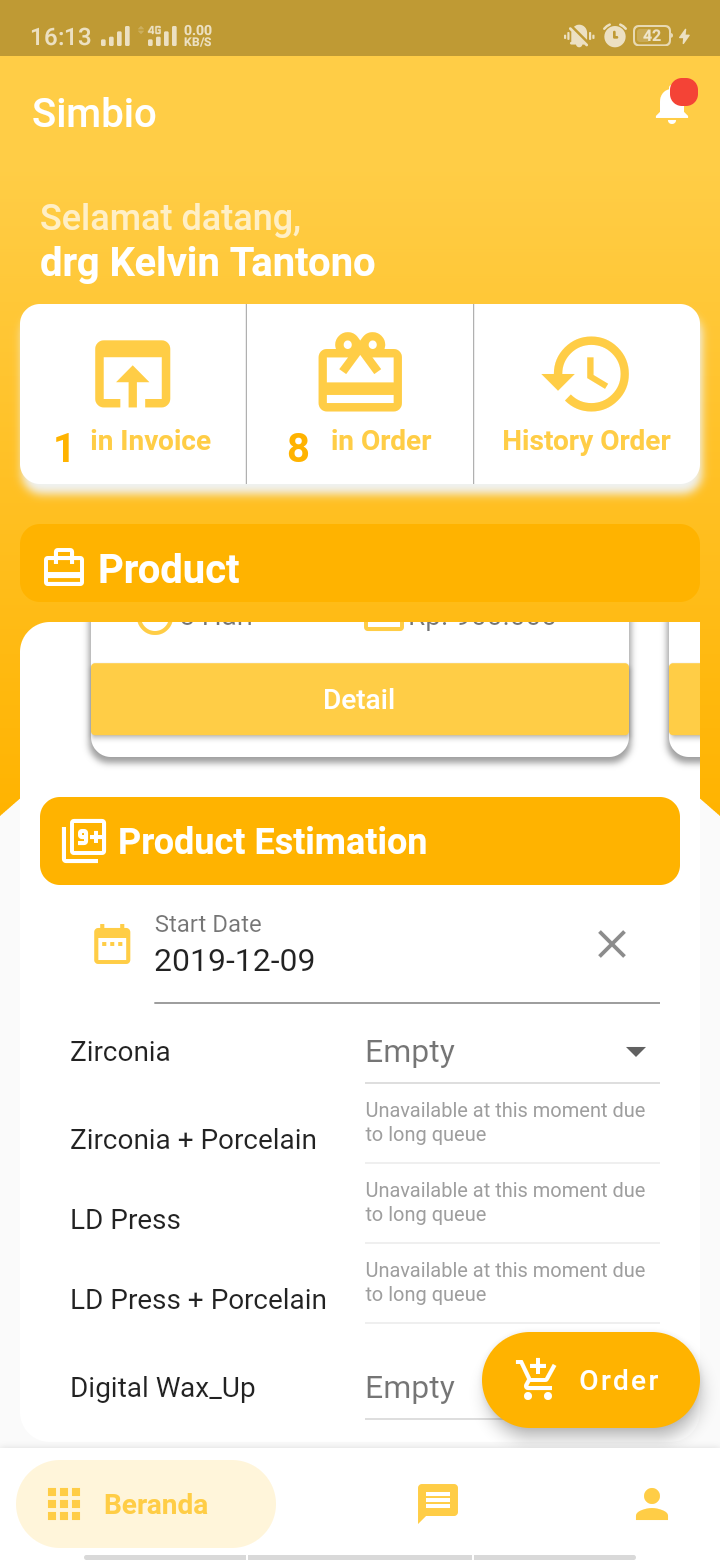 16:13 4G 0.00 KB/S 42
Simbio
Selamat datang,
drg Kelvin Tantono
1 in Invoice 8 in Order History Order
Product
Detail
9+ Product Estimation
Start Date
2019-12-09
Zirconia Empty
Zirconia + Porcelain Unavailable at this moment due
to long queue
LD Press Unavailable at this moment due
to long queue
LD Press + Porcelain Unavailable at this moment due
to long queue
Digital Wax_Up Empty
Order
Beranda